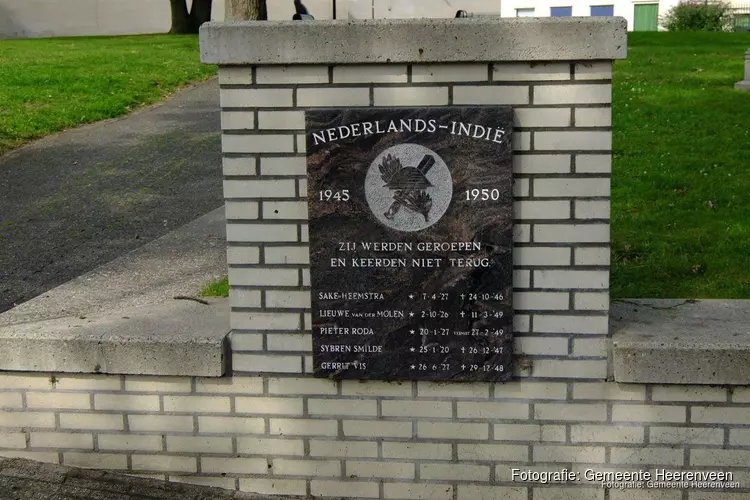 NEDERLANDS-INDIË
1945 1950
ZIJ WERDEN GEROEPEN
EN KEERDEN NIET TERUG.
SAKE HEEMSTRA * 7-4-27 † 24-10-46
LIEUWE VAN DER MOLEN * 2-10-26 † 11-3-49
PIETER RODA * 20-1-27 VERMIST 27-2-49
SYBREN SMILDE * 25-1-20 † 26-12-47
GERRIT VIS * 26-6-27 † 29-12-48
Fotografie: Gemeente Heerenveen
Fotografie: Gemeente Heerenveen